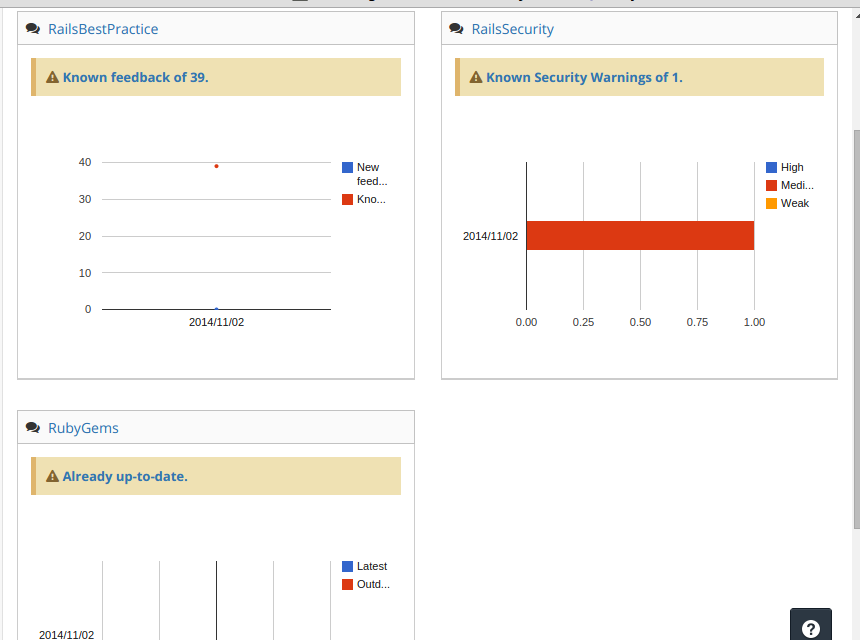 RailsBestPractice
Known feedback of 39.
40
30
20
10
0
2014/11/02
New
feed...
Kno...
RailsSecurity
Known Security Warnings of 1.
2014/11/02
0.00 0.25 0.50 0.75 1.00
High
Medi...
Weak
RubyGems
Already up-to-date.
Latest
Outd...
2014/11/02
?